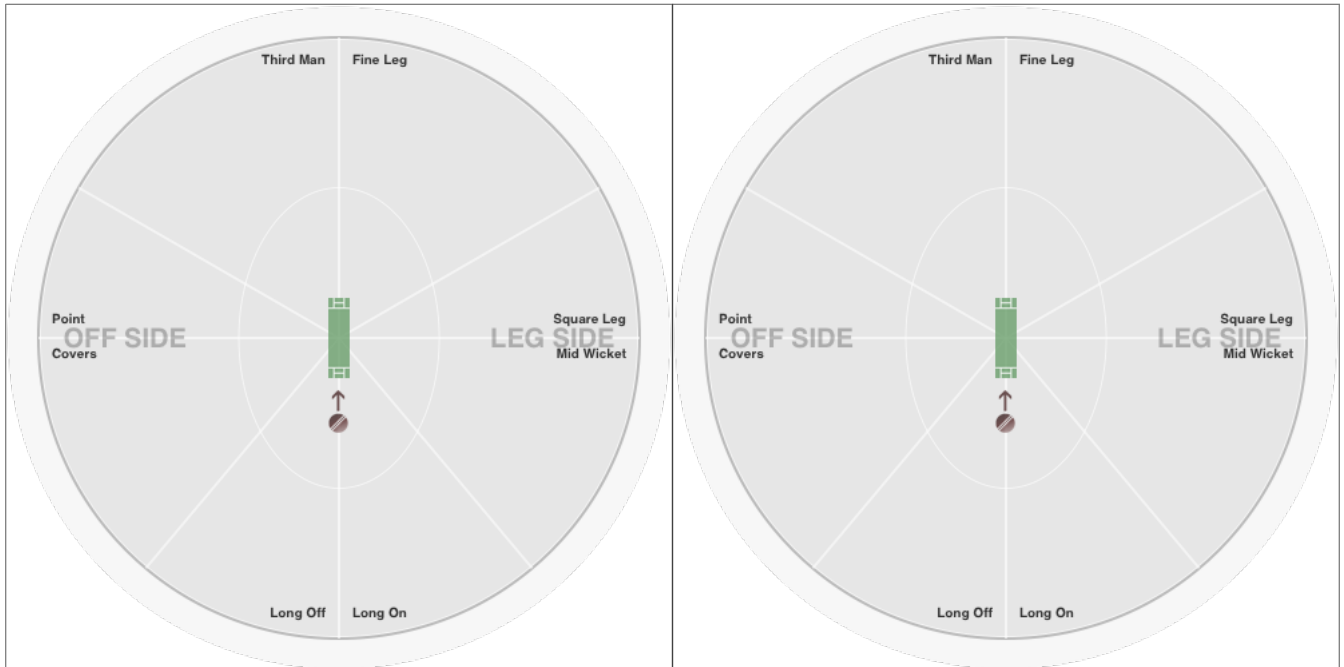 Third Man Fine Leg
Point
OFF SIDE
Covers
Square Leg
LEG SIDE
Mid Wicket
Long Off Long On
Third Man Fine Leg
Point
OFF SIDE
Covers
Square Leg
LEG SIDE
Mid Wicket
Long Off Long On